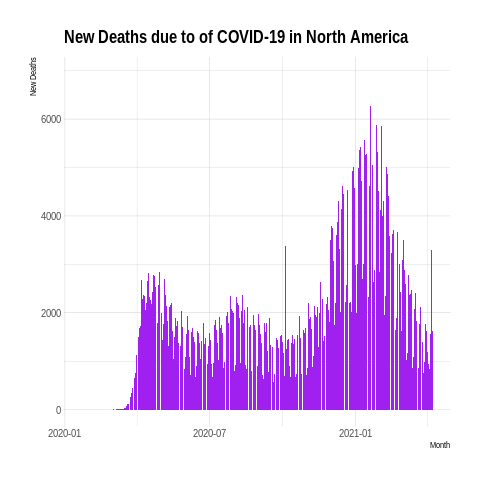 New Deaths due to of COVID-19 in North America
New Deaths
6000
4000
2000
0
2020-01
2020-07
2021-01
Month